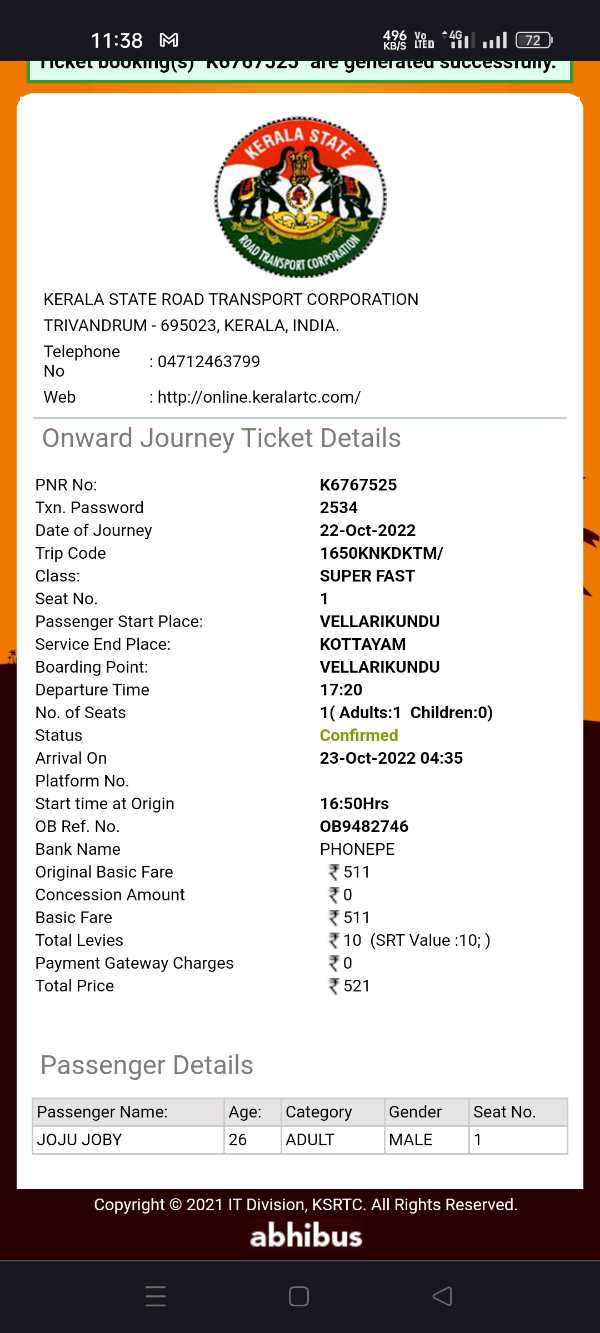 11:38
496 KB/S
Vo LTED
4G
72
Ticket booking(s) K6767525 are generated successfully.
KERALA STATE
ROAD TRANSPORT CORPORATION
KERALA STATE ROAD TRANSPORT CORPORATION
TRIVANDRUM - 695023, KERALA, INDIA.
Telephone No : 04712463799
Web : http://online.keralartc.com/
Onward Journey Ticket Details
PNR No: K6767525
Txn. Password 2534
Date of Journey 22-Oct-2022
Trip Code 1650KNKDKTM/
Class: SUPER FAST
Seat No. 1
Passenger Start Place: VELLARIKUNDU
Service End Place: KOTTAYAM
Boarding Point: VELLARIKUNDU
Departure Time 17:20
No. of Seats 1( Adults:1 Children:0)
Status Confirmed
Arrival On 23-Oct-2022 04:35
Platform No.
Start time at Origin 16:50Hrs
OB Ref. No. OB9482746
Bank Name PHONEPE
Original Basic Fare ₹ 511
Concession Amount ₹ 0
Basic Fare ₹ 511
Total Levies ₹ 10 (SRT Value :10; )
Payment Gateway Charges ₹ 0
Total Price ₹ 521
Passenger Details
Passenger Name: Age: Category Gender Seat No.
JOJU JOBY 26 ADULT MALE 1
Copyright © 2021 IT Division, KSRTC. All Rights Reserved.
abhibus